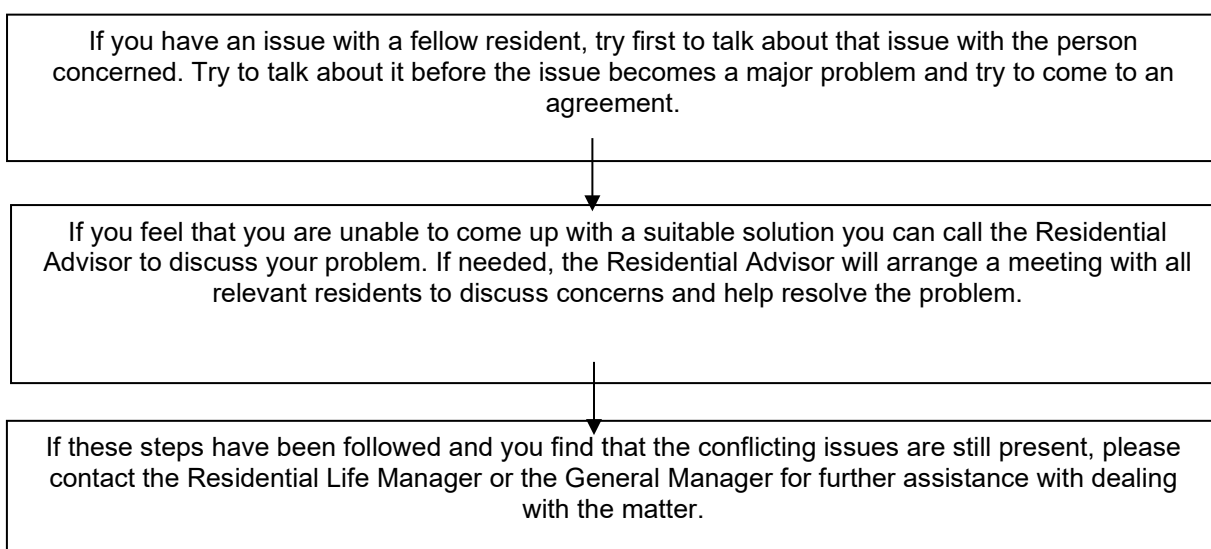 If you have an issue with a fellow resident, try first to talk about that issue with the person
concerned. Try to talk about it before the issue becomes a major problem and try to come to an
agreement.
If you feel that you are unable to come up with a suitable solution you can call the Residential
Advisor to discuss your problem. If needed, the Residential Advisor will arrange a meeting with all
relevant residents to discuss concerns and help resolve the problem.
If these steps have been followed and you find that the conflicting issues are still present, please
contact the Residential Life Manager or the General Manager for further assistance with dealing
with the matter.